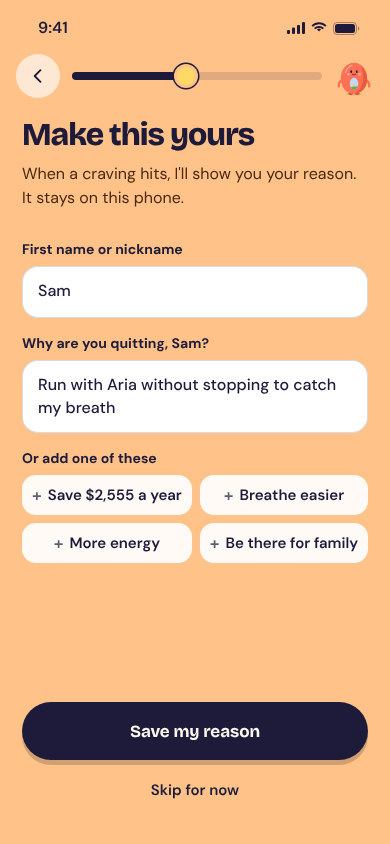 9:41
Make this yours
When a craving hits, I'll show you your reason.
It stays on this phone.
First name or nickname
Sam
Why are you quitting, Sam?
Run with Aria without stopping to catch
my breath
Or add one of these
+ Save $2,555 a year
+ Breathe easier
+ More energy
+ Be there for family
Save my reason
Skip for now